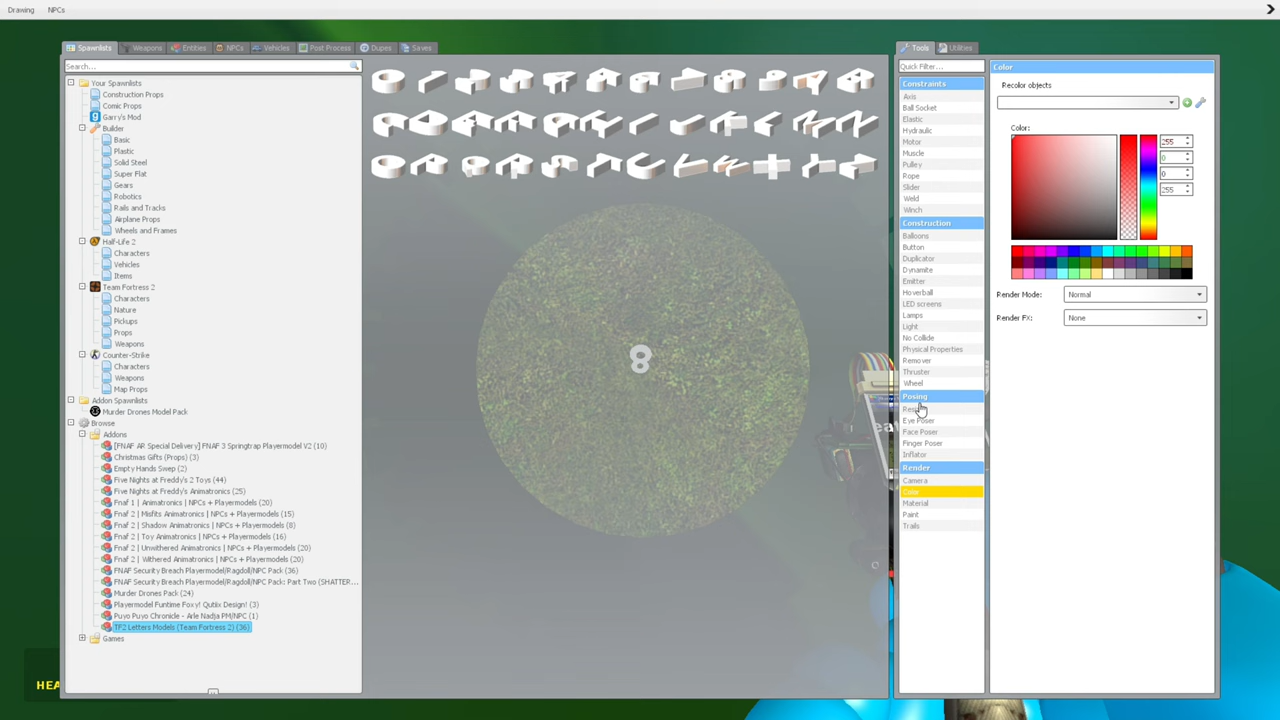 Drawing NPCs
Spawnlists Weapons Entities NPCs Vehicles Post Process Dupes Saves
Search...
Your Spawnlists
Construction Props
Comic Props
Garry's Mod
Builder
Basic
Plastic
Solid Steel
Super Flat
Gears
Robotics
Rails and Tracks
Airplane Props
Wheels and Frames
Half-Life 2
Characters
Vehicles
Items
Team Fortress 2
Characters
Nature
Pickups
Props
Weapons
Counter-Strike
Characters
Weapons
Map Props
Addon Spawnlists
Murder Drones Model Pack
Browse
Addons
[FNAF AR Special Delivery] FNAF 3 Springtrap Playermodel V2 (10)
Christmas Gifts (Props) (3)
Empty Hands Swep (2)
Five Nights at Freddy's 2 Toys (44)
Five Nights at Freddy's Animatronics (25)
Fnaf 1 | Animatronics | NPCs + Playermodels (20)
Fnaf 2 | Misfits Animatronics | NPCs + Playermodels (15)
Fnaf 2 | Shadow Animatronics | NPCs + Playermodels (8)
Fnaf 2 | Toy Animatronics | NPCs + Playermodels (16)
Fnaf 2 | Unwithered Animatronics | NPCs + Playermodels (20)
Fnaf 2 | Withered Animatronics | NPCs + Playermodels (20)
FNAF Security Breach Playermodel/Ragdoll/NPC Pack (36)
FNAF Security Breach Playermodel/Ragdoll/NPC Pack: Part Two (SHATTER...
Murder Drones Pack (24)
Playermodel Funtime Foxy! Qutiix Design! (3)
Puyo Puyo Chronicle - Arle Nadja PM/NPC (1)
TF2 Letters Models (Team Fortress 2) (36)
Games
8
HEA
Tools Utilities
Quick Filter...
Constraints
Axis
Ball Socket
Elastic
Hydraulic
Motor
Muscle
Pulley
Rope
Slider
Weld
Winch
Construction
Balloons
Button
Duplicator
Dynamite
Emitter
Hoverball
LED screens
Lamps
Light
No Collide
Physical Properties
Remover
Thruster
Wheel
Posing
Eye Poser
Face Poser
Finger Poser
Inflator
Render
Camera
Color
Material
Paint
Trails
Color
Recolor objects
Color:
255
0
0
255
Render Mode: Normal
Render FX: None